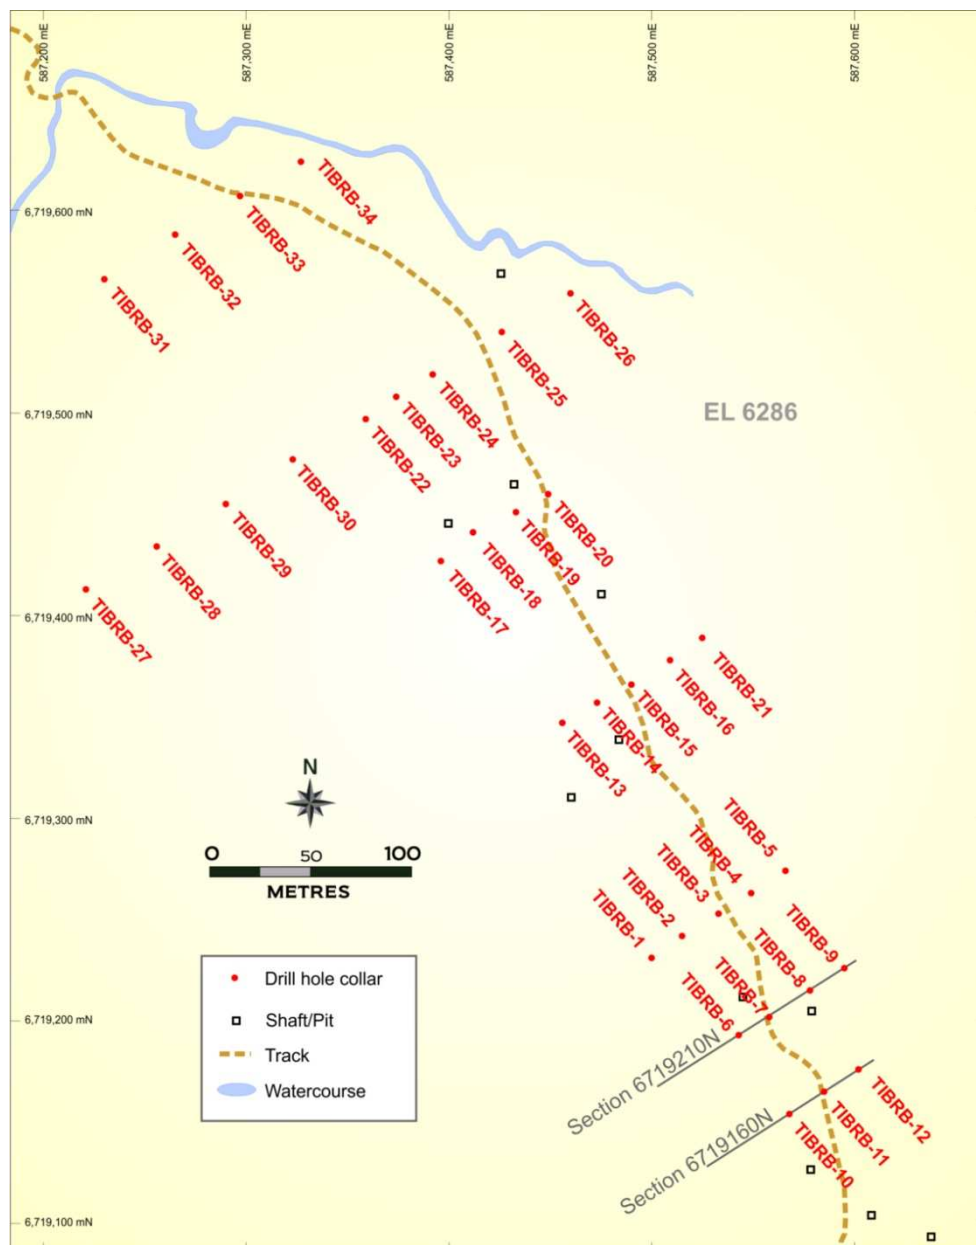 587,200 mE
587,300 mE
587,400 mE
587,500 mE
587,600 mE
TIBRB-34
6,719,600 mN
TIBRB-33
TIBRB-32
TIBRB-31
TIBRB-26
TIBRB-25
TIBRB-24
TIBRB-23
TIBRB-22
EL 6286
6,719,500 mN
TIBRB-30
TIBRB-29
TIBRB-28
TIBRB-27
TIBRB-20
TIBRB-19
TIBRB-18
TIBRB-17
6,719,400 mN
TIBRB-21
TIBRB-16
TIBRB-15
TIBRB-14
TIBRB-13
N
6,719,300 mN
0
50
100
METRES
TIBRB-5
TIBRB-4
TIBRB-3
TIBRB-2
TIBRB-1
TIBRB-9
TIBRB-8
TIBRB-7
TIBRB-6
Drill hole collar
Shaft/Pit
Track
Watercourse
6,719,200 mN
Section 6719210N
TIBRB-12
TIBRB-11
TIBRB-10
Section 6719160N
6,719,100 mN